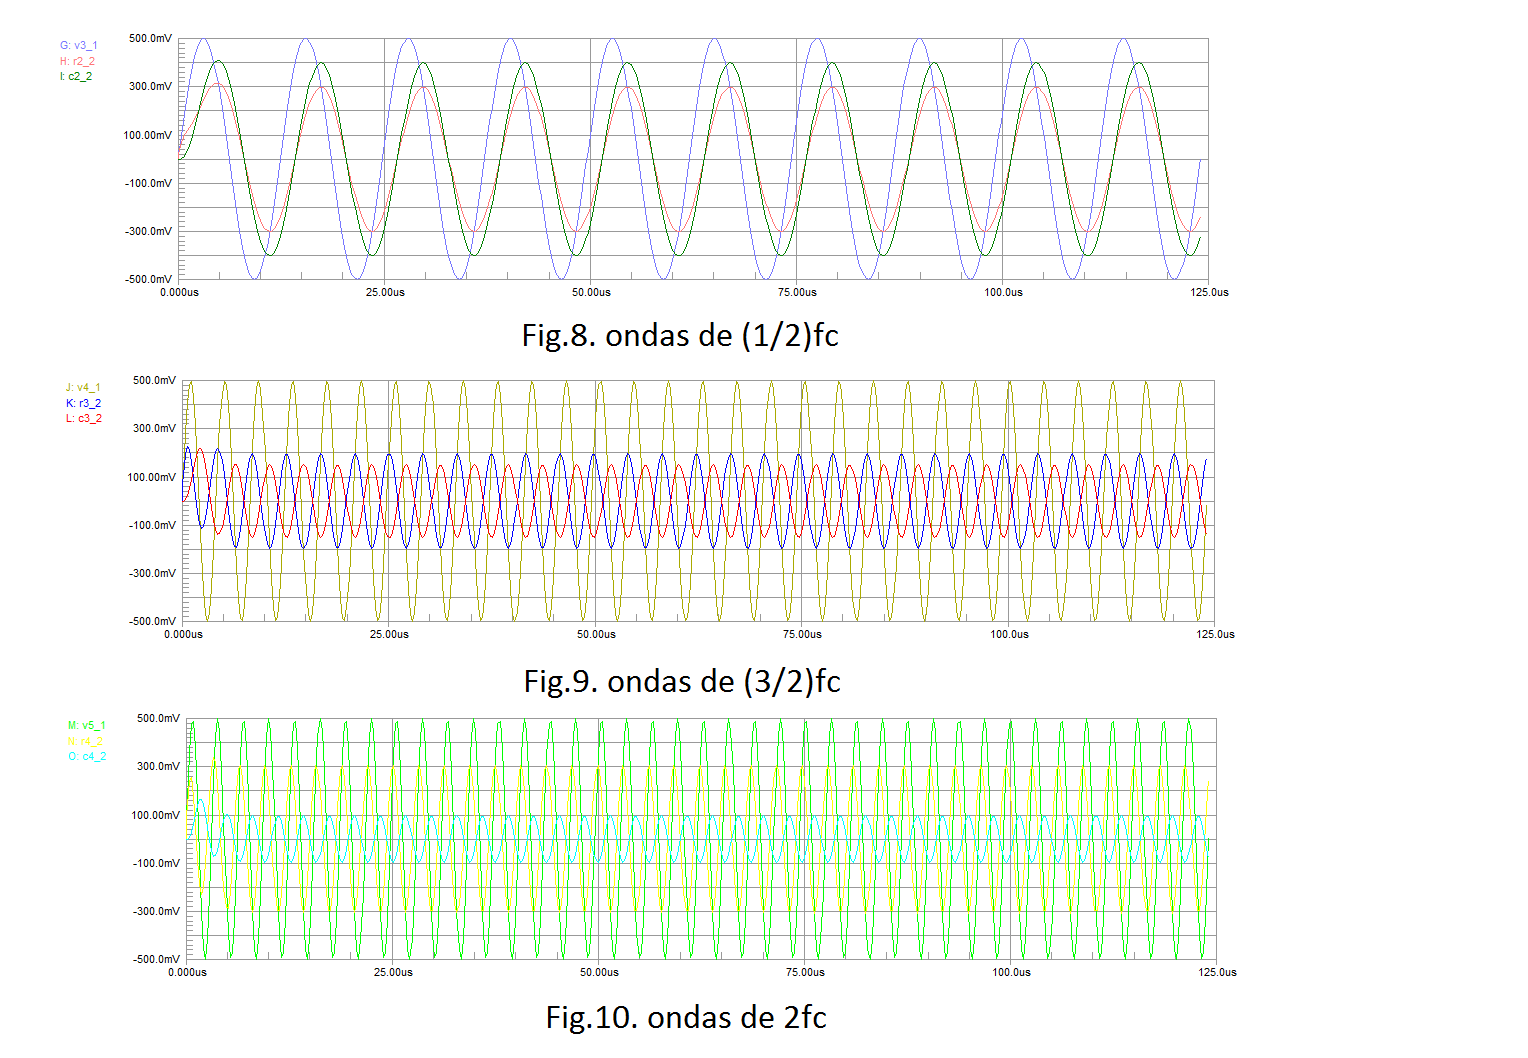 G: v3_1
H: r2_2
I: c2_2
500.0mV
300.0mV
100.00mV
-100.0mV
-300.0mV
-500.0mV
0.000us 25.00us 50.00us 75.00us 100.0us 125.0us
Fig.8. ondas de (1/2)fc
J: v4_1
K: r3_2
L: c3_2
500.0mV
300.0mV
100.00mV
-100.0mV
-300.0mV
-500.0mV
0.000us 25.00us 50.00us 75.00us 100.0us 125.0us
Fig.9. ondas de (3/2)fc
M: v5_1
N: r4_2
O: c4_2
500.0mV
300.0mV
100.00mV
-100.0mV
-300.0mV
-500.0mV
0.000us 25.00us 50.00us 75.00us 100.0us 125.0us
Fig.10. ondas de 2fc